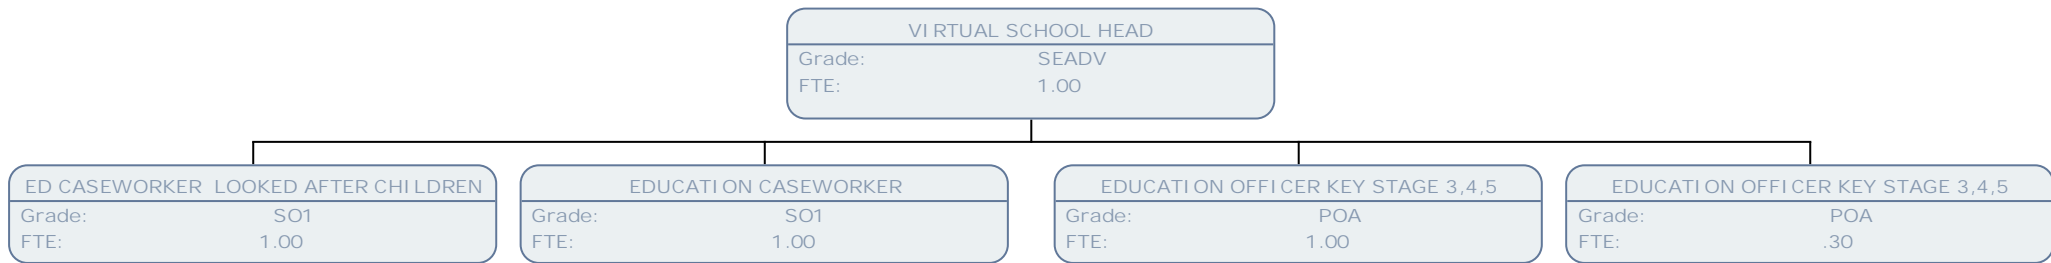 VIRTUAL SCHOOL HEAD
Grade: SEADV
FTE: 1.00
ED CASEWORKER LOOKED AFTER CHILDREN
Grade: SO1
FTE: 1.00
EDUCATION CASEWORKER
Grade: SO1
FTE: 1.00
EDUCATION OFFICER KEY STAGE 3,4,5
Grade: POA
FTE: 1.00
EDUCATION OFFICER KEY STAGE 3,4,5
Grade: POA
FTE: .30